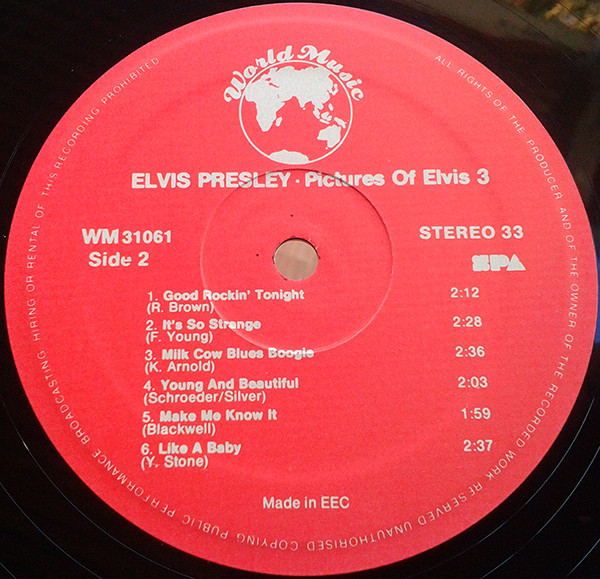 World Music
ELVIS PRESLEY · Pictures Of Elvis 3
WM 31061
Side 2
STEREO 33
SPA
1. Good Rockin' Tonight 2:12
(R. Brown)
2. It's So Strange 2:28
(F. Young)
3. Milk Cow Blues Boogie 2:36
(K. Arnold)
4. Young And Beautiful 2:03
(Schroeder/Silver)
5. Make Me Know It 1:59
(Blackwell)
6. Like A Baby 2:37
(Y. Stone)
Made in EEC
ALL RIGHTS OF THE PRODUCER AND OF THE OWNER OF THE RECORDED WORK RESERVED UNAUTHORISED COPYING PUBLIC PERFORMANCE BROADCASTING HIRING OR RENTAL OF THIS RECORDING PROHIBITED